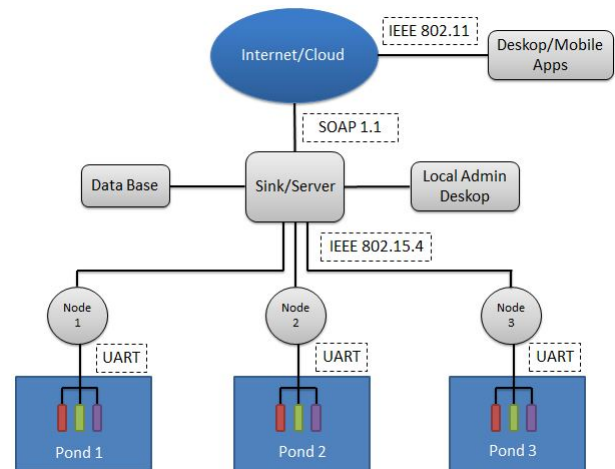 Internet/Cloud
IEEE 802.11
Deskop/Mobile
Apps
SOAP 1.1
Data Base
Sink/Server
Local Admin
Deskop
IEEE 802.15.4
Node
1
Node
2
Node
3
UART
UART
UART
Pond 1
Pond 2
Pond 3